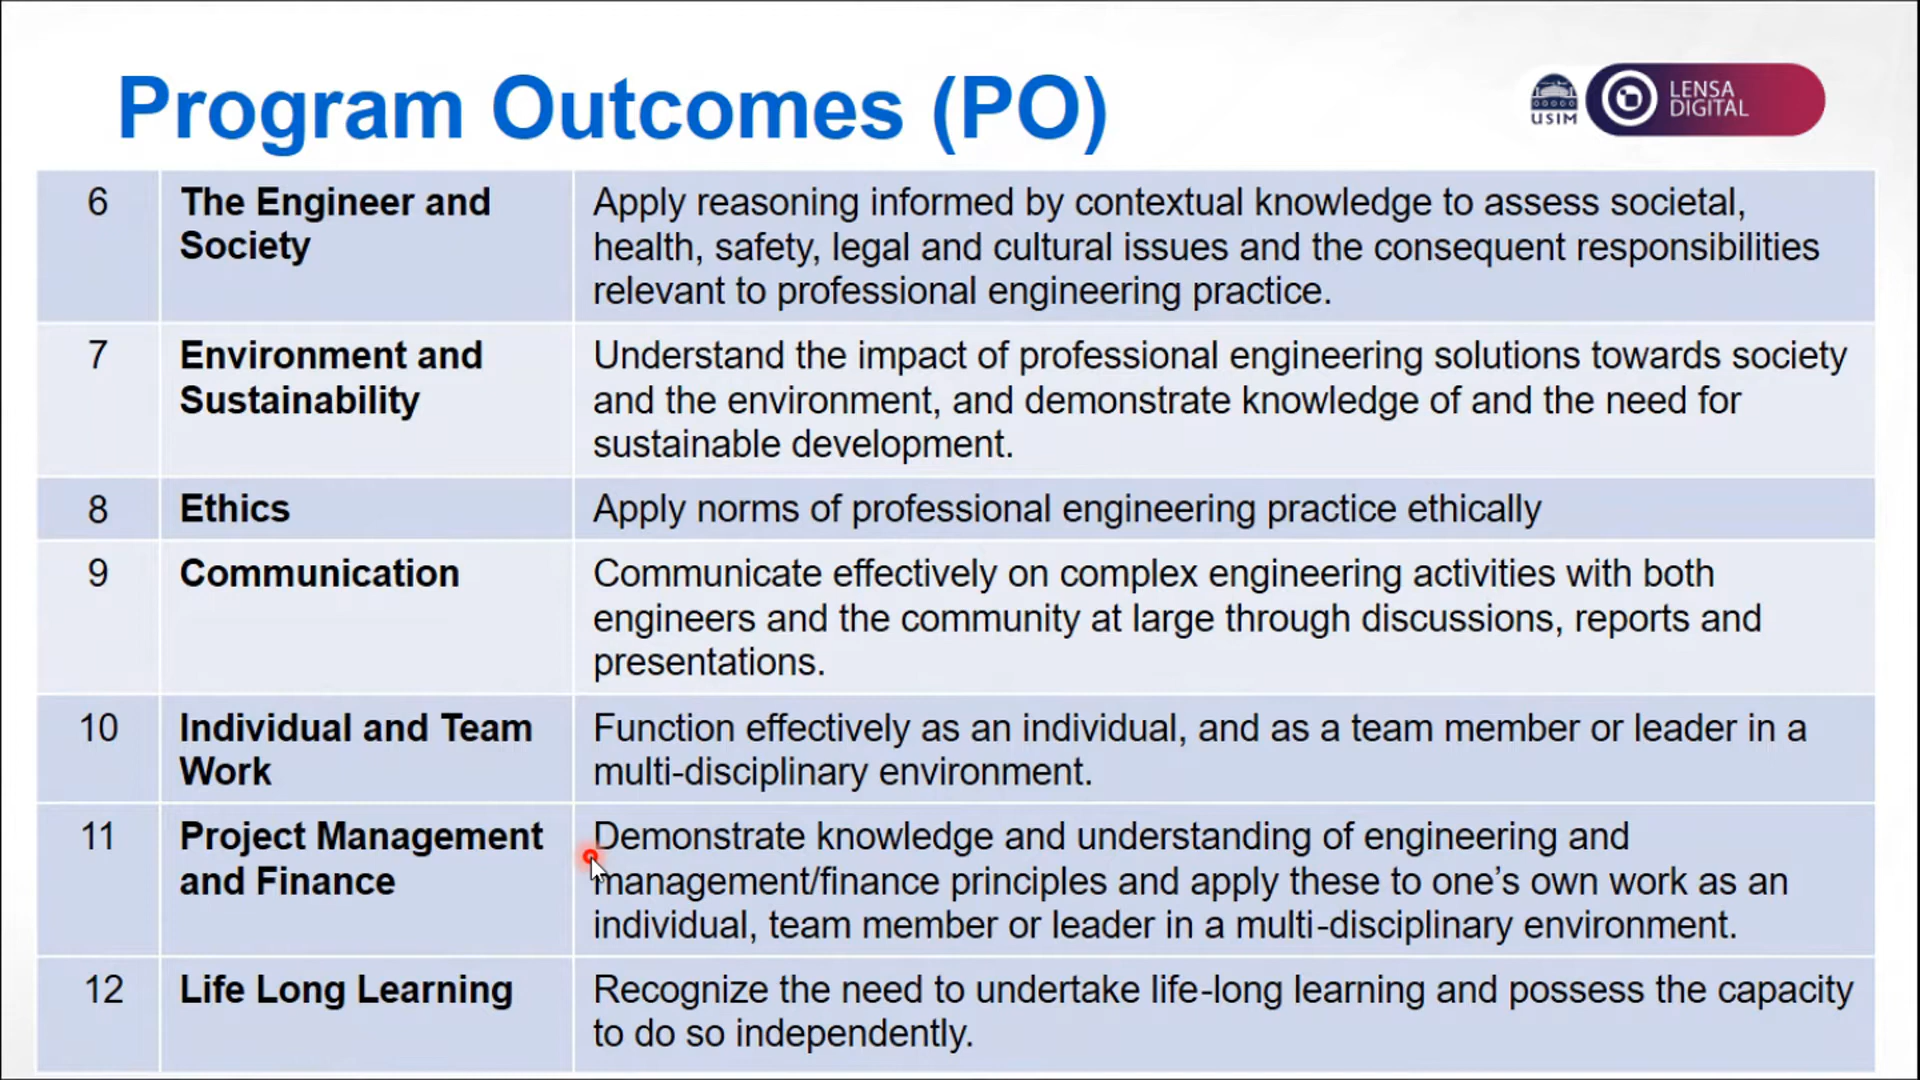 Program Outcomes (PO)
USIM
LENSA
DIGITAL
6
The Engineer and
Society
Apply reasoning informed by contextual knowledge to assess societal,
health, safety, legal and cultural issues and the consequent responsibilities
relevant to professional engineering practice.
7
Environment and
Sustainability
Understand the impact of professional engineering solutions towards society
and the environment, and demonstrate knowledge of and the need for
sustainable development.
8
Ethics
Apply norms of professional engineering practice ethically
9
Communication
Communicate effectively on complex engineering activities with both
engineers and the community at large through discussions, reports and
presentations.
10
Individual and Team
Work
Function effectively as an individual, and as a team member or leader in a
multi-disciplinary environment.
11
Project Management
and Finance
Demonstrate knowledge and understanding of engineering and
management/finance principles and apply these to one’s own work as an
individual, team member or leader in a multi-disciplinary environment.
12
Life Long Learning
Recognize the need to undertake life-long learning and possess the capacity
to do so independently.